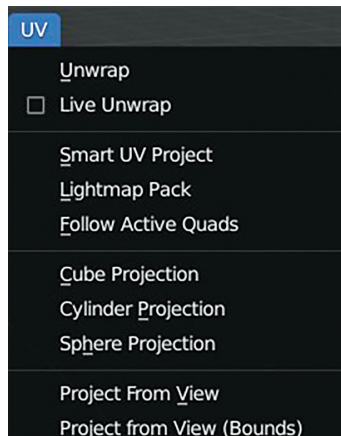 UV
Unwrap
Live Unwrap
Smart UV Project
Lightmap Pack
Follow Active Quads
Cube Projection
Cylinder Projection
Sphere Projection
Project From View
Project from View (Bounds)